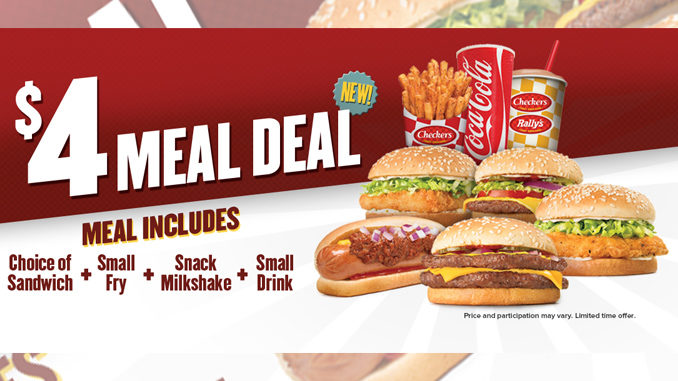 $4 MEAL DEAL
NEW!
MEAL INCLUDES
Choice of Sandwich + Small Fry + Snack Milkshake + Small Drink
Checkers
Coca-Cola
Checkers
Rally's
Price and participation may vary. Limited time offer.